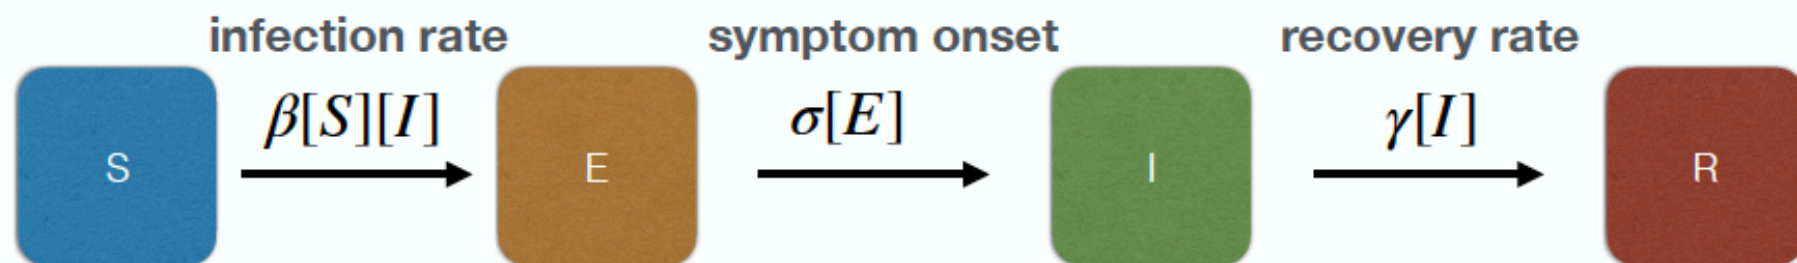 infection rate symptom onset recovery rate
β[S][I] σ[E] γ[I]
S E I R